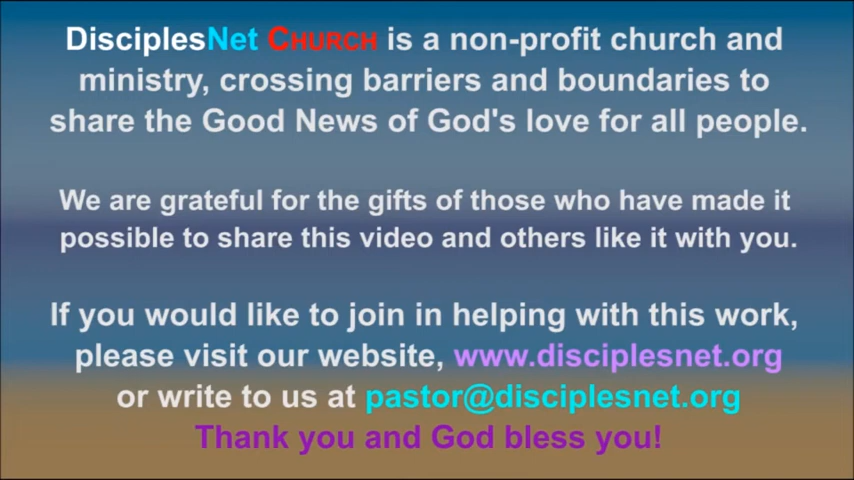 DisciplesNet CHURCH is a non-profit church and
ministry, crossing barriers and boundaries to
share the Good News of God's love for all people.
We are grateful for the gifts of those who have made it
possible to share this video and others like it with you.
If you would like to join in helping with this work,
please visit our website, www.disciplesnet.org
or write to us at pastor@disciplesnet.org
Thank you and God bless you!